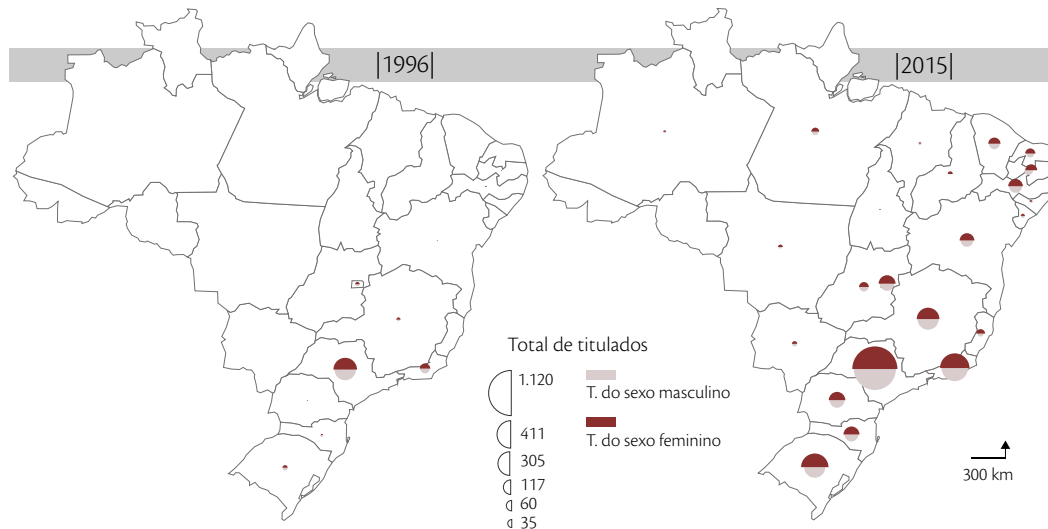 |1996|
|2015|
Total de titulados
1.120
411
305
117
60
35
T. do sexo masculino
T. do sexo feminino
300 km